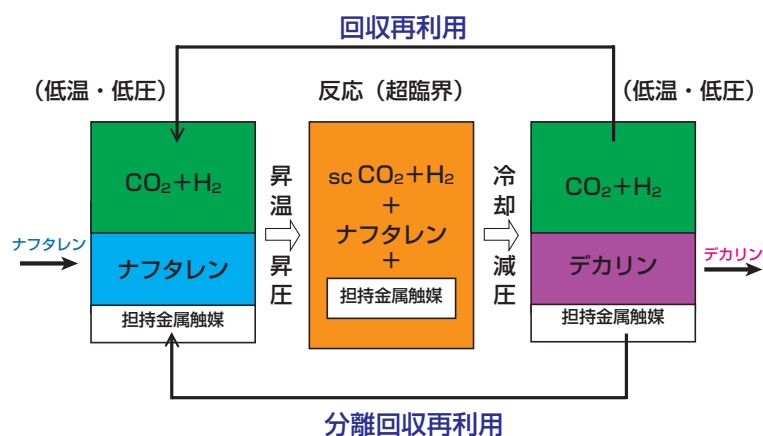 回収再利用
（低温・低圧）
反応（超臨界）
（低温・低圧）
CO₂+H₂
昇温
昇圧
sc CO₂+H₂
+
ナフタレン
+
担持金属触媒
冷却
減圧
CO₂+H₂
ナフタレン
ナフタレン
デカリン
デカリン
担持金属触媒
担持金属触媒
分離回収再利用